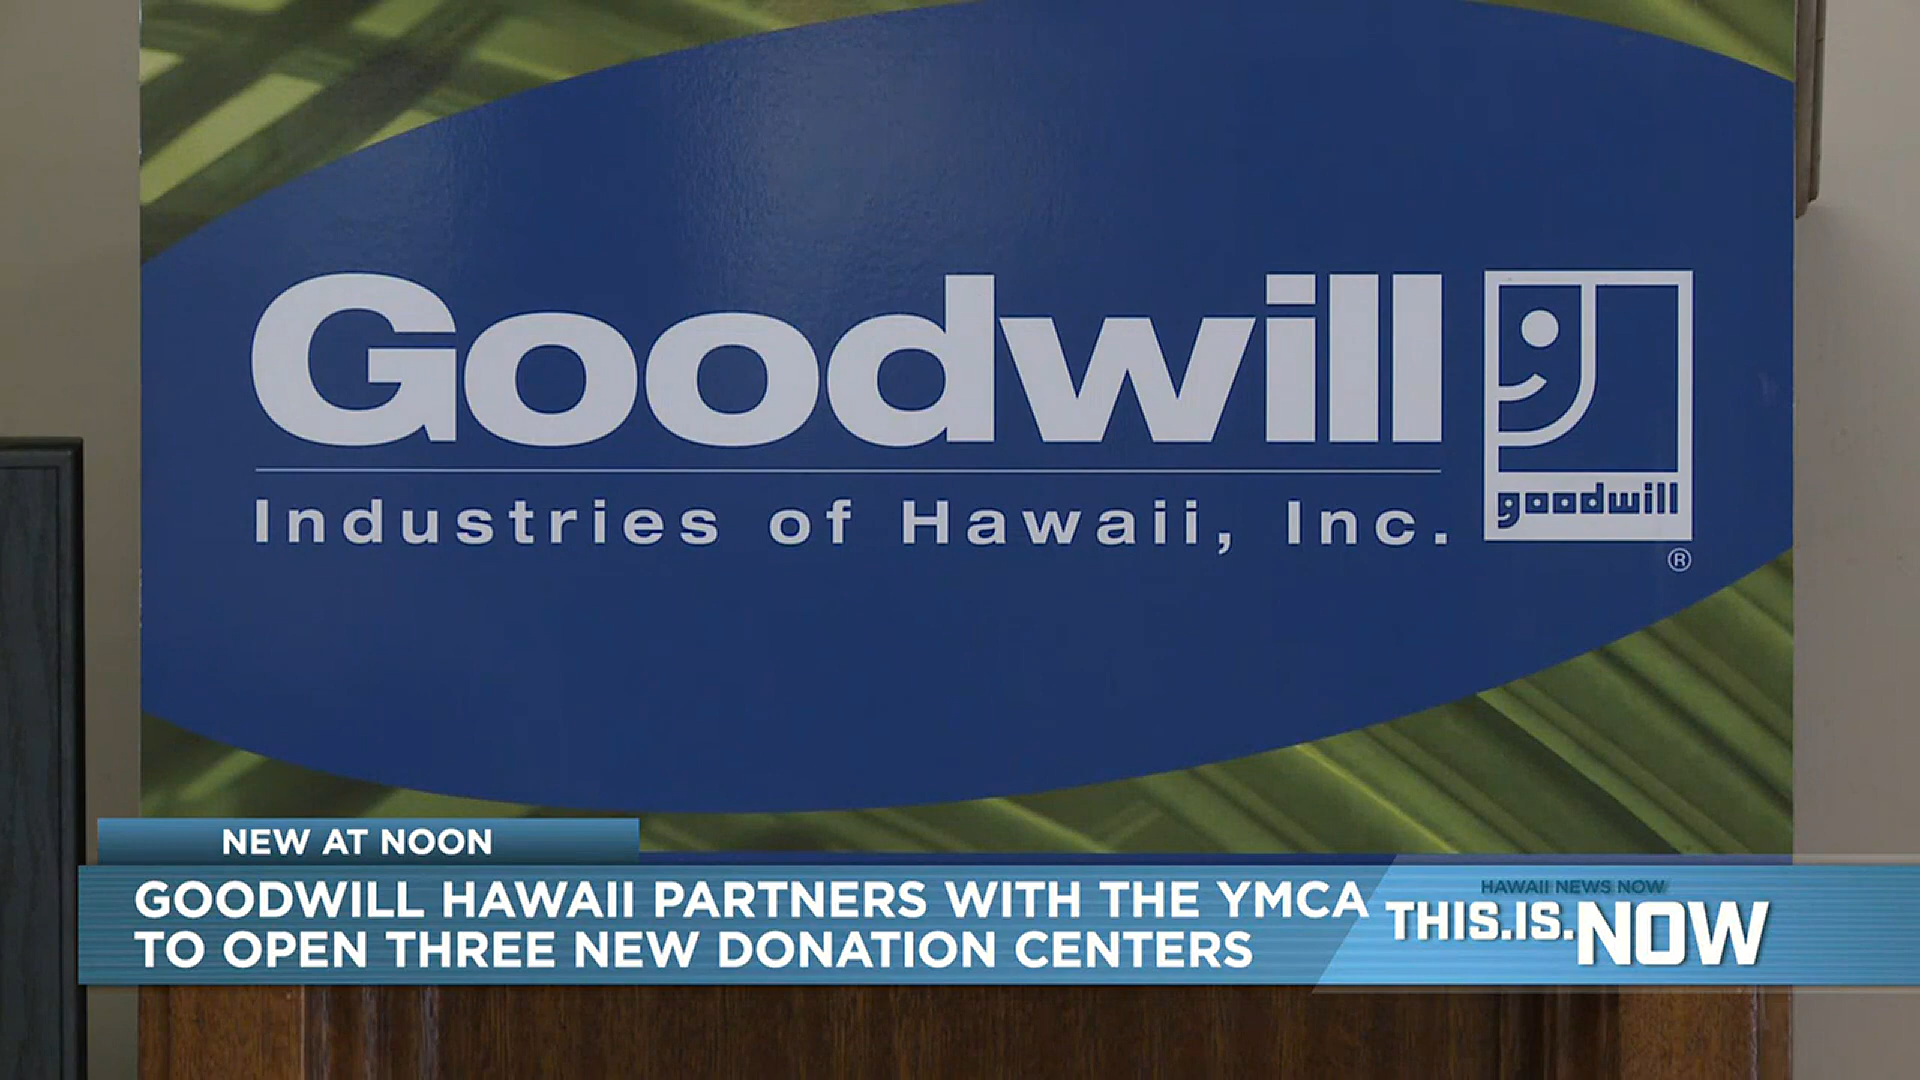 Goodwill
Industries of Hawaii, Inc.
goodwill
®
NEW AT NOON
GOODWILL HAWAII PARTNERS WITH THE YMCA
TO OPEN THREE NEW DONATION CENTERS
HAWAII NEWS NOW
THIS.IS.NOW